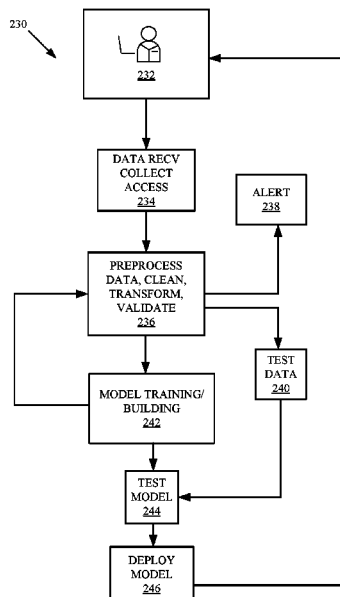 230
232
DATA RECV
COLLECT
ACCESS
234
ALERT
238
PREPROCESS
DATA, CLEAN,
TRANSFORM,
VALIDATE
236
TEST
DATA
240
MODEL TRAINING/
BUILDING
242
TEST
MODEL
244
DEPLOY
MODEL
246